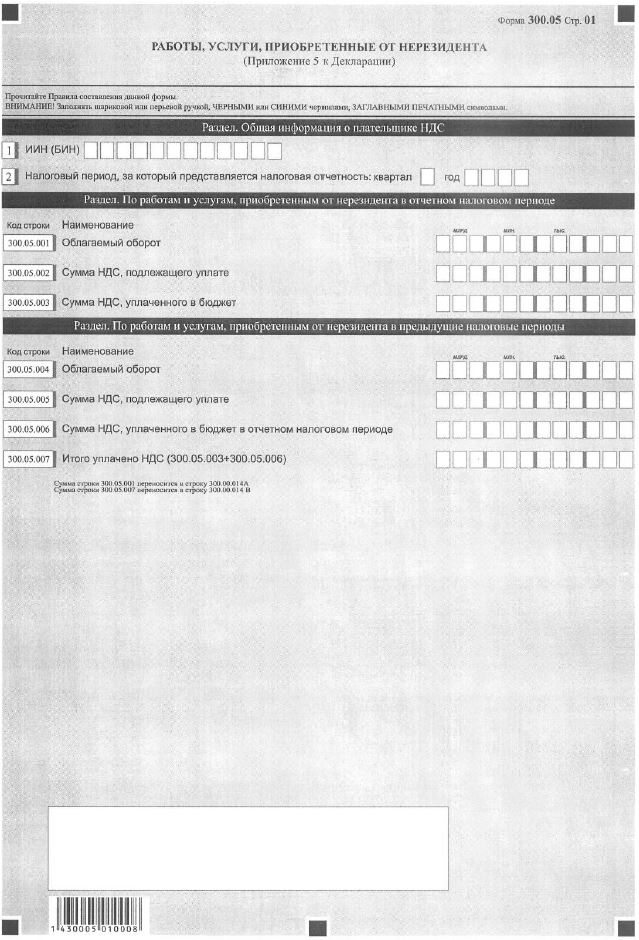 Форма 300.05 Стр. 01
РАБОТЫ, УСЛУГИ, ПРИОБРЕТЕННЫЕ ОТ НЕРЕЗИДЕНТА
(Приложение 5 к Декларации)
Прочитайте Правила составления данной формы.
ВНИМАНИЕ! Заполнять шариковой или перьевой ручкой, ЧЕРНЫМИ или СИНИМИ чернилами, ЗАГЛАВНЫМИ ПЕЧАТНЫМИ символами.
Раздел. Общая информация о плательщике НДС
1 ИИН (БИН)
2 Налоговый период, за который представляется налоговая отчетность: квартал год
Раздел. По работам и услугам, приобретенным от нерезидента в отчетном налоговом периоде
Код строки Наименование млрд. млн. тыс.
300.05.001 Облагаемый оборот
300.05.002 Сумма НДС, подлежащего уплате
300.05.003 Сумма НДС, уплаченного в бюджет
Раздел. По работам и услугам, приобретенным от нерезидента в предыдущие налоговые периоды
Код строки Наименование млрд. млн. тыс.
300.05.004 Облагаемый оборот
300.05.005 Сумма НДС, подлежащего уплате
300.05.006 Сумма НДС, уплаченного в бюджет в отчетном налоговом периоде
300.05.007 Итого уплачено НДС (300.05.003+300.05.006)
Сумма строки 300.05.001 переносится в строку 300.00.014А
Сумма строки 300.05.007 переносится в строку 300.00.014 В
1 430005 010008